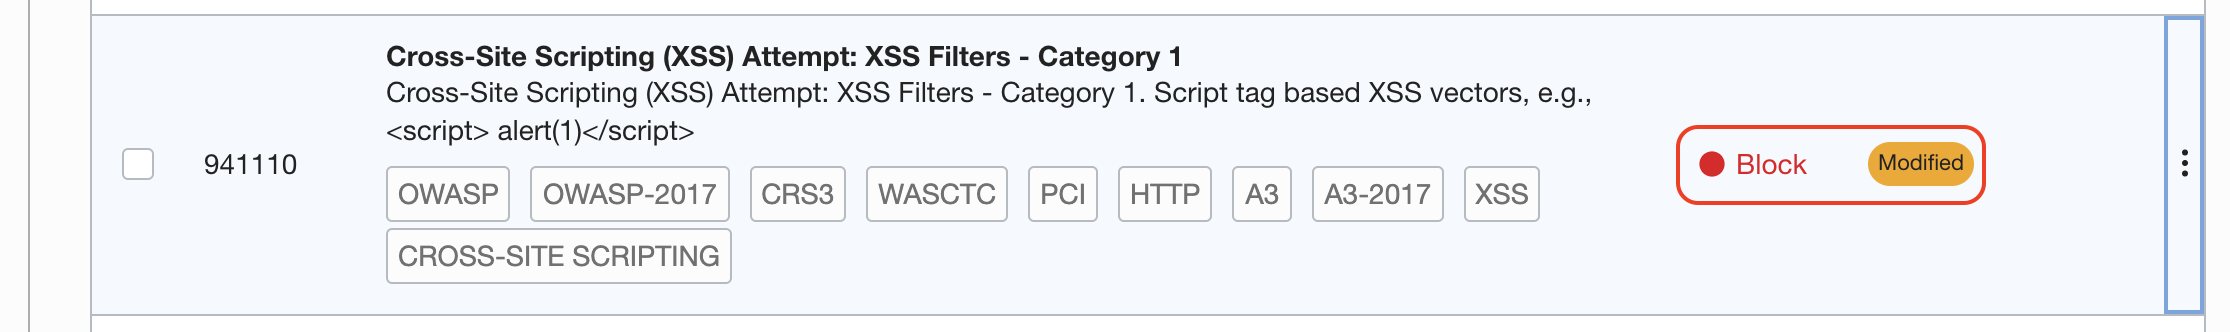 Cross-Site Scripting (XSS) Attempt: XSS Filters - Category 1
Cross-Site Scripting (XSS) Attempt: XSS Filters - Category 1. Script tag based XSS vectors, e.g.,
<script> alert(1)</script>
941110
OWASP OWASP-2017 CRS3 WASCTC PCI HTTP A3 A3-2017 XSS
CROSS-SITE SCRIPTING
Block Modified